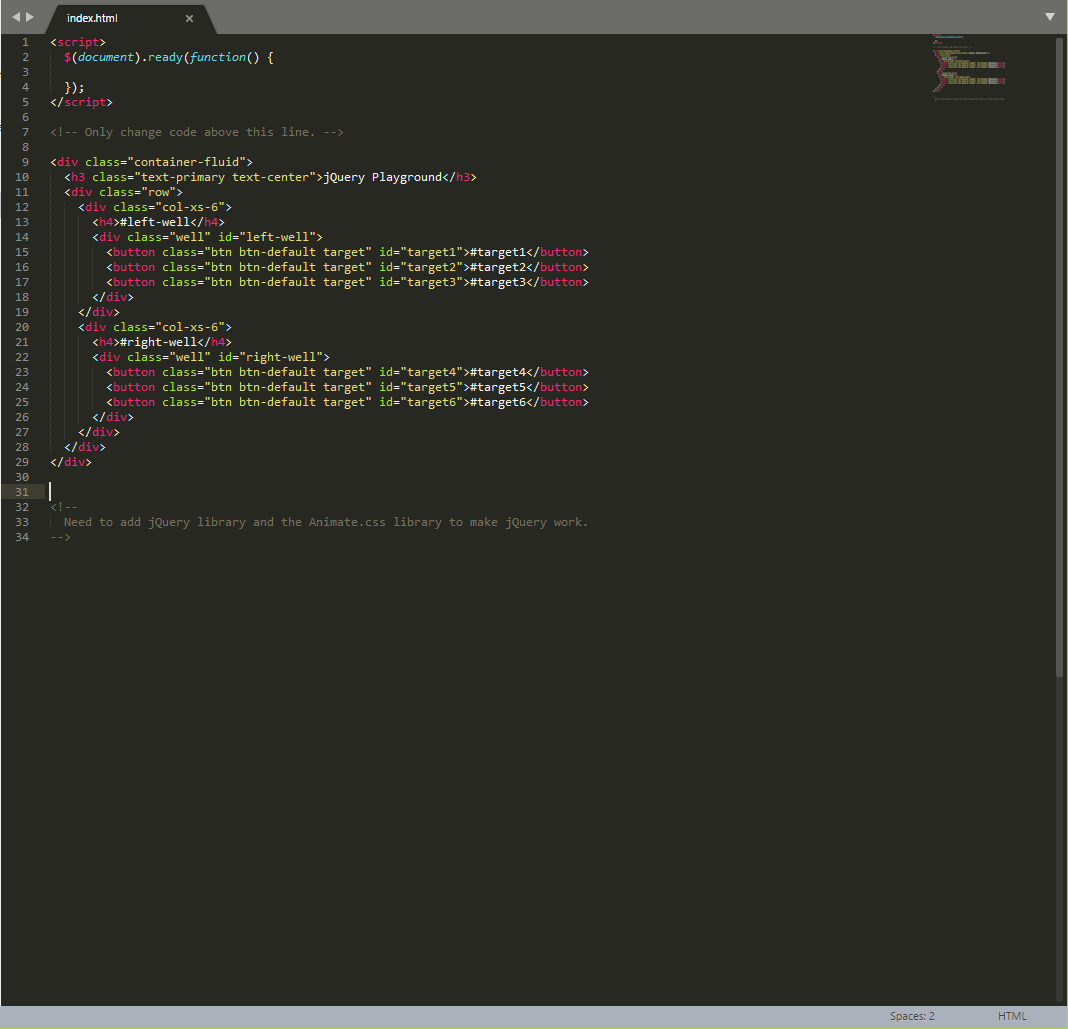 index.html ×
1 <script>
2   $(document).ready(function() {
3
4   });
5 </script>
6
7 <!-- Only change code above this line. -->
8
9 <div class="container-fluid">
10   <h3 class="text-primary text-center">jQuery Playground</h3>
11   <div class="row">
12     <div class="col-xs-6">
13       <h4>#left-well</h4>
14       <div class="well" id="left-well">
15         <button class="btn btn-default target" id="target1">#target1</button>
16         <button class="btn btn-default target" id="target2">#target2</button>
17         <button class="btn btn-default target" id="target3">#target3</button>
18       </div>
19     </div>
20     <div class="col-xs-6">
21       <h4>#right-well</h4>
22       <div class="well" id="right-well">
23         <button class="btn btn-default target" id="target4">#target4</button>
24         <button class="btn btn-default target" id="target5">#target5</button>
25         <button class="btn btn-default target" id="target6">#target6</button>
26       </div>
27     </div>
28   </div>
29 </div>
30
31
32 <!--
33   Need to add jQuery library and the Animate.css library to make jQuery work.
34 -->
Spaces: 2 HTML